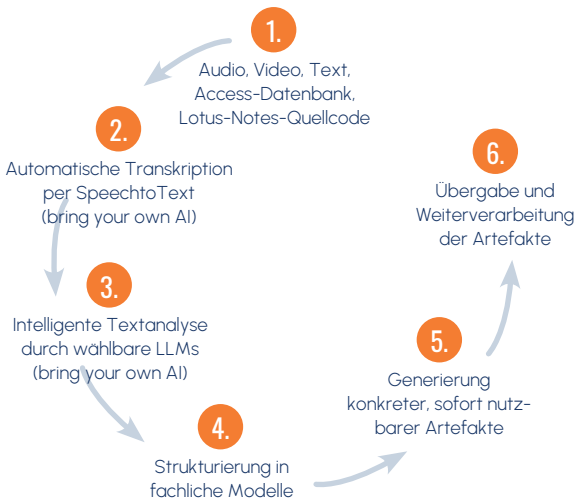 1.
Audio, Video, Text,
Access-Datenbank,
Lotus-Notes-Quellcode
2.
Automatische Transkription
per SpeechtoText
(bring your own AI)
3.
Intelligente Textanalyse
durch wählbare LLMs
(bring your own AI)
4.
Strukturierung in
fachliche Modelle
5.
Generierung
konkreter, sofort nutz-
barer Artefakte
6.
Übergabe und
Weiterverarbeitung
der Artefakte